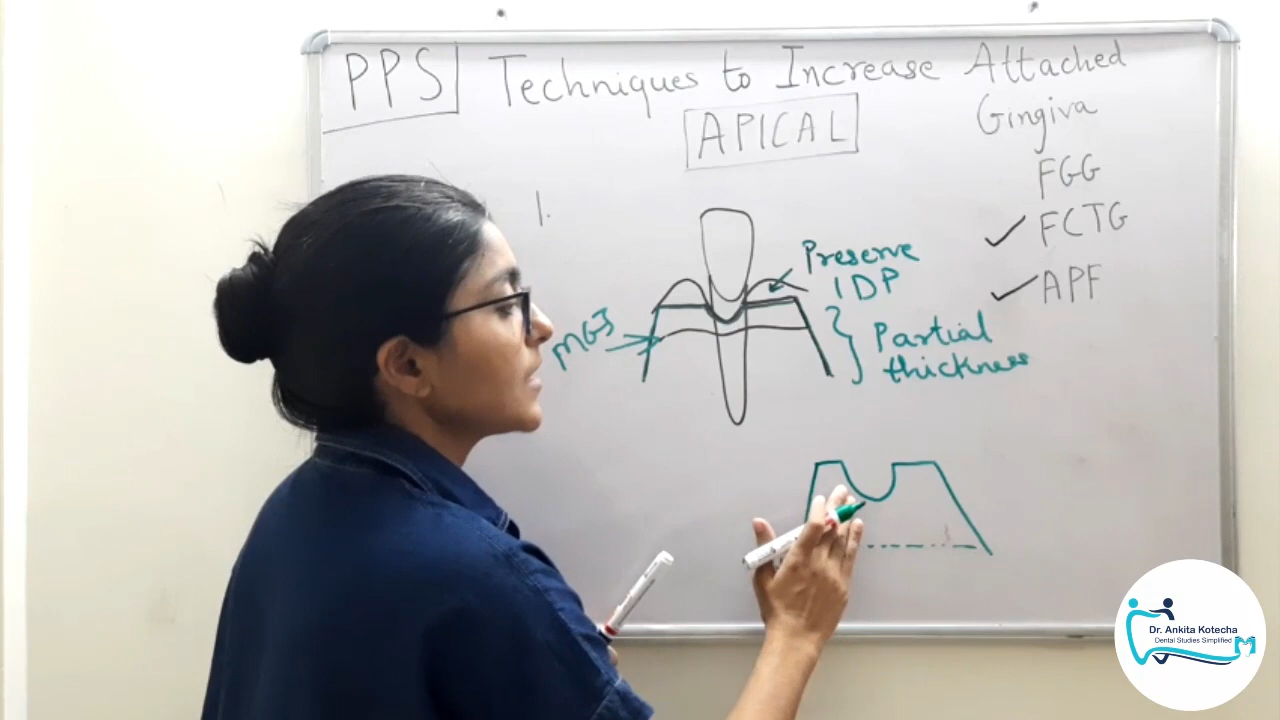 PPS Techniques to Increase Attached
Gingiva
APICAL
FGG
FCTG
APF
1.
Preserve
IDP
MGJ
Partial
thickness
Dr. Ankita Kotecha
Dental Studies Simplified